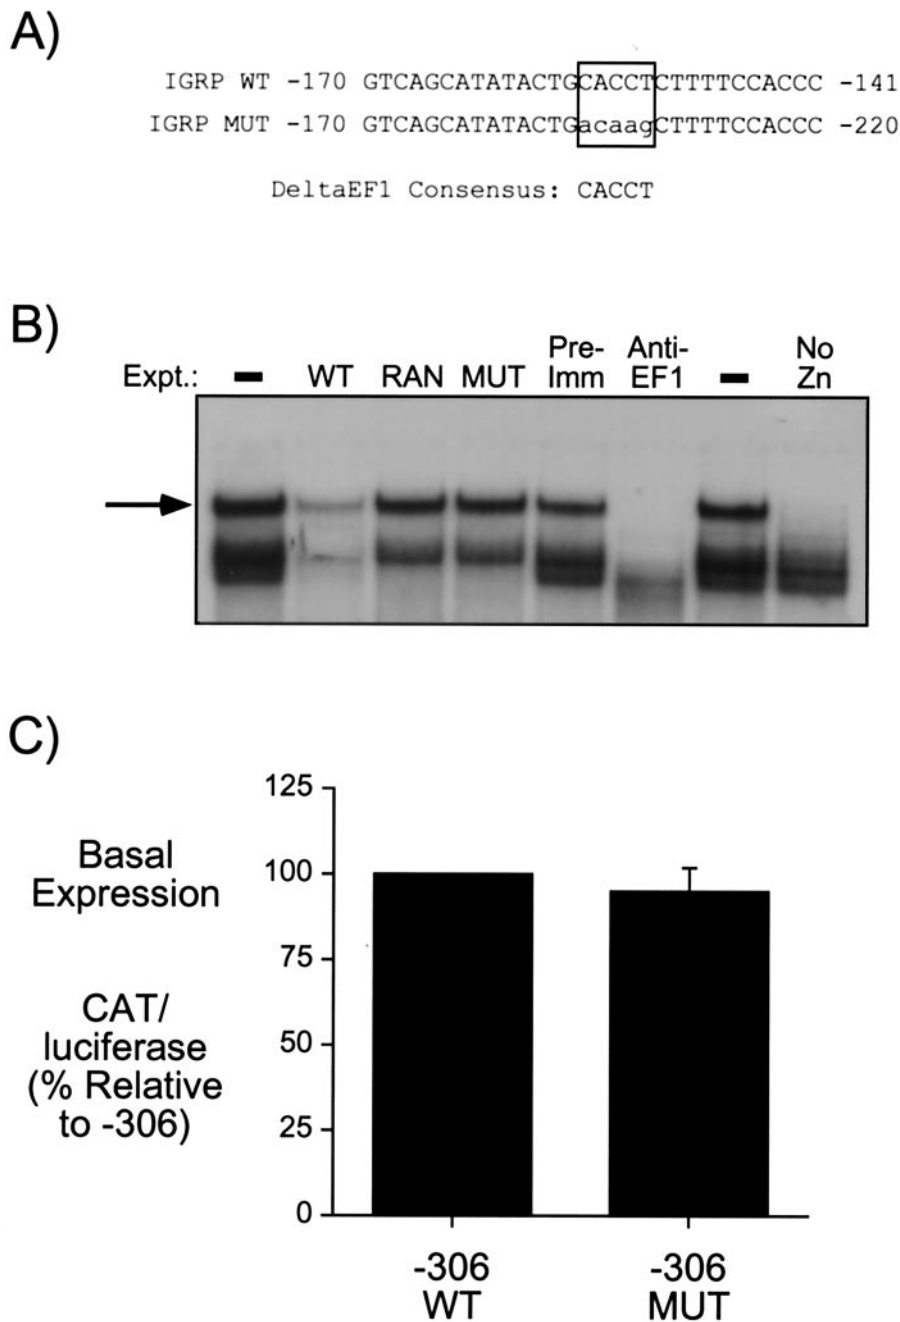 A)
IGRP WT -170 GTCAGCATATACTGCACCTCTTTTCCACCC -141
IGRP MUT -170 GTCAGCATATACTGacaagCTTTTCCACCC -220
DeltaEF1 Consensus: CACCT
B)
Expt.: - WT RAN MUT Pre-Imm Anti-EF1 - No Zn
C)
Basal
Expression
CAT/
luciferase
(% Relative
to -306)
125
100
75
50
25
0
-306 -306
WT MUT